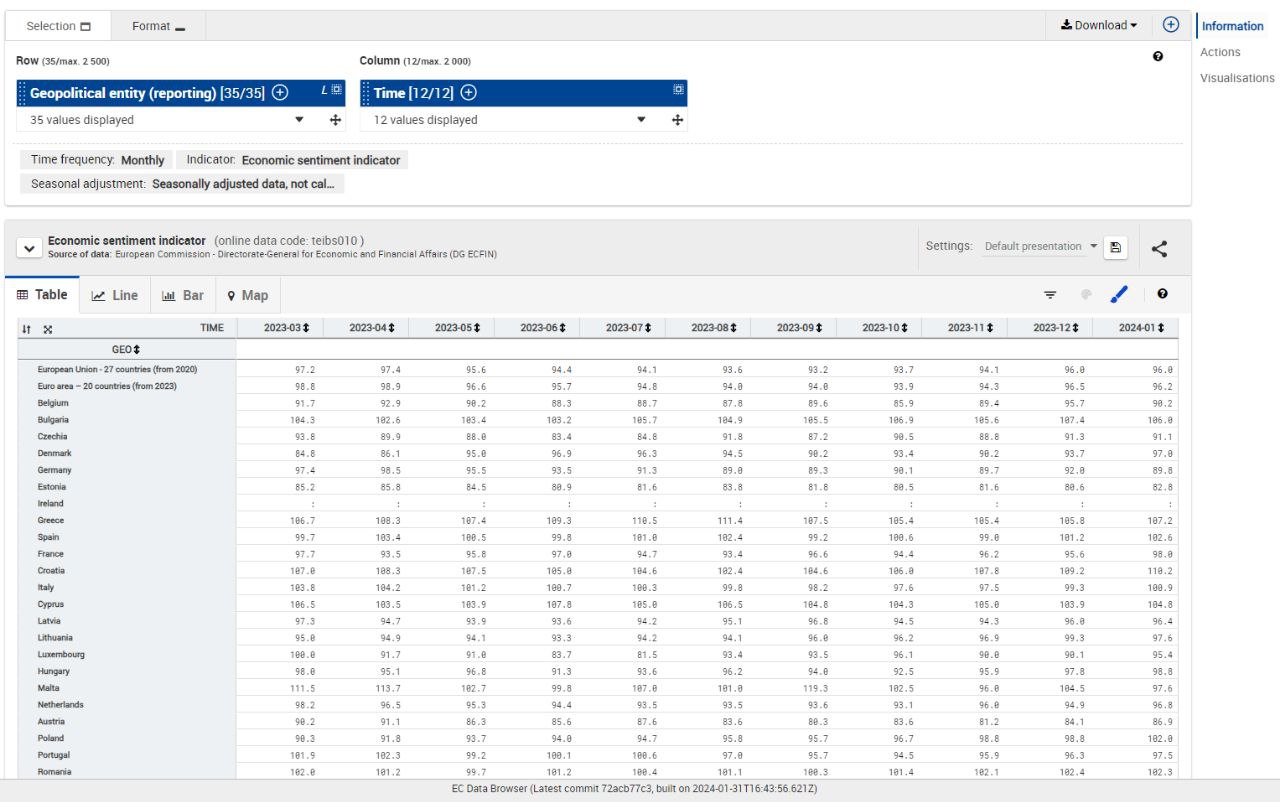 Selection Format Download
Information
Actions
Visualisations
Row (35/max. 2 500) Column (12/max. 2 000)
Geopolitical entity (reporting) [35/35] L Time [12/12]
35 values displayed 12 values displayed
Time frequency: Monthly Indicator: Economic sentiment indicator
Seasonal adjustment: Seasonally adjusted data, not cal...
Economic sentiment indicator (online data code: teibs010 )
Source of data: European Commission - Directorate-General for Economic and Financial Affairs (DG ECFIN)
Settings: Default presentation
Table Line Bar Map
TIME 2023-03 2023-04 2023-05 2023-06 2023-07 2023-08 2023-09 2023-10 2023-11 2023-12 2024-01
GEO
European Union - 27 countries (from 2020) 97.2 97.4 95.6 94.4 94.1 93.6 93.2 93.7 94.1 96.0 96.0
Euro area – 20 countries (from 2023) 98.8 98.9 96.6 95.7 94.8 94.0 94.0 93.9 94.3 96.5 96.2
Belgium 91.7 92.9 90.2 88.3 88.7 87.8 89.6 85.9 89.4 95.7 90.2
Bulgaria 104.3 102.6 103.4 103.2 105.7 104.9 105.5 106.9 105.6 107.4 106.0
Czechia 93.8 89.9 88.0 83.4 84.8 91.8 87.2 90.5 88.8 91.3 91.1
Denmark 84.8 86.1 95.0 96.9 96.3 94.5 90.2 93.4 90.2 93.7 97.0
Germany 97.4 98.5 95.5 93.5 91.3 89.0 89.3 90.1 89.7 92.0 89.8
Estonia 85.2 85.8 84.5 80.9 81.6 83.8 81.8 80.5 81.6 80.6 82.8
Ireland : : : : : : : : : : :
Greece 106.7 108.3 107.4 109.3 110.5 111.4 107.5 105.4 105.4 105.8 107.2
Spain 99.7 103.4 100.5 99.8 101.0 102.4 99.2 100.6 99.0 101.2 102.6
France 97.7 93.5 95.8 97.0 94.7 93.4 96.6 94.4 96.2 95.6 98.0
Croatia 107.0 108.3 107.5 105.0 104.6 102.4 104.6 106.0 107.8 109.2 110.2
Italy 103.8 104.2 101.2 100.7 100.3 99.8 98.2 97.6 97.5 99.3 100.9
Cyprus 106.5 103.5 103.9 107.8 105.0 106.5 104.8 104.3 105.0 103.9 104.8
Latvia 97.3 94.7 93.9 93.6 94.2 95.1 96.8 94.5 94.3 96.0 96.4
Lithuania 95.0 94.9 94.1 93.3 94.2 94.1 96.0 96.2 96.9 99.3 97.6
Luxembourg 100.0 91.7 91.0 83.7 81.5 93.4 93.5 96.1 90.0 90.1 95.4
Hungary 98.0 95.1 96.8 91.3 93.6 96.2 94.0 92.5 95.9 97.8 98.8
Malta 111.5 113.7 102.7 99.8 107.0 101.0 119.3 102.5 96.0 104.5 97.6
Netherlands 98.2 96.5 95.3 94.4 93.5 93.5 93.6 93.1 96.0 94.9 96.8
Austria 90.2 91.1 86.3 85.6 87.6 83.6 80.3 83.6 81.2 84.1 86.9
Poland 90.3 91.8 93.7 94.0 94.7 95.8 95.7 96.7 98.8 98.8 102.0
Portugal 101.9 102.3 99.2 100.1 100.6 97.0 95.7 94.5 95.9 96.3 97.5
Romania 102.0 101.2 99.7 101.2 100.4 101.1 100.3 101.4 102.1 102.4 102.3
EC Data Browser (Latest commit 72acb77c3, built on 2024-01-31T16:43:56.621Z)